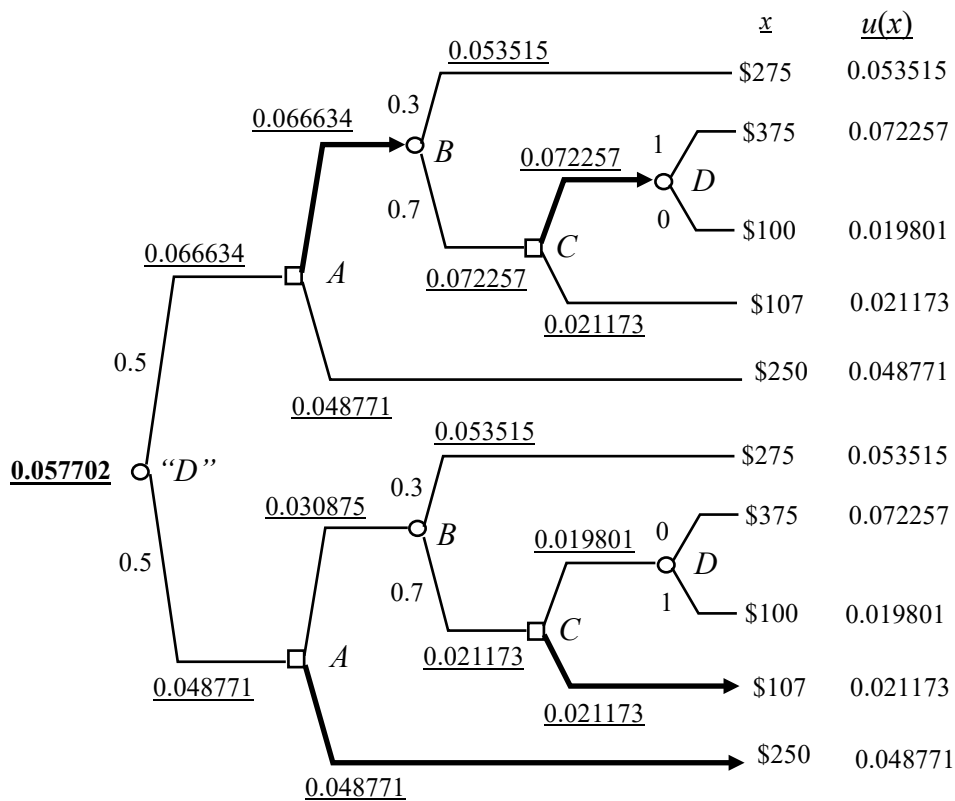 x u(x)
0.053515 $275 0.053515
0.3
0.066634 B $375 0.072257
1
0.072257 D
0.7 0
C $100 0.019801
0.066634 A
0.072257 $107 0.021173
0.021173
0.5 $250 0.048771
0.048771
0.053515 $275 0.053515
0.057702 “D”
0.3
0.030875 $375 0.072257
0
B 0.019801
D
0.5 0.7 1
$100 0.019801
C
A 0.021173
0.048771 $107 0.021173
0.021173
$250 0.048771
0.048771